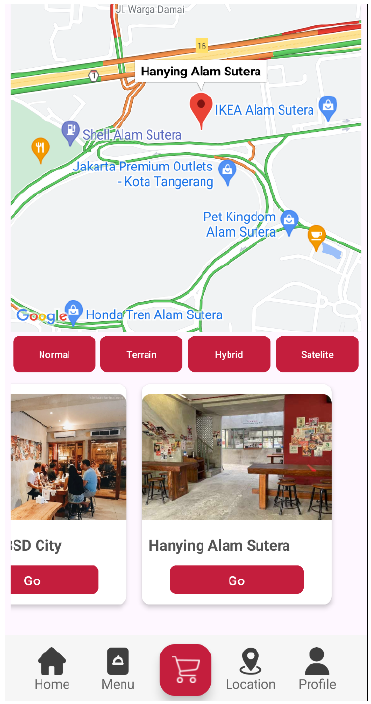 JL. Warga Damai
15
Hanying Alam Sutera
IKEA Alam Sutera
Shell Alam Sutera
Jakarta Premium Outlets
- Kota Tangerang
Pet Kingdom
Alam Sutera
Google
Honda Tren Alam Sutera
Normal
Terrain
Hybrid
Satelite
BSD City
Hanying Alam Sutera
Go
Go
Home
Menu
Location
Profile